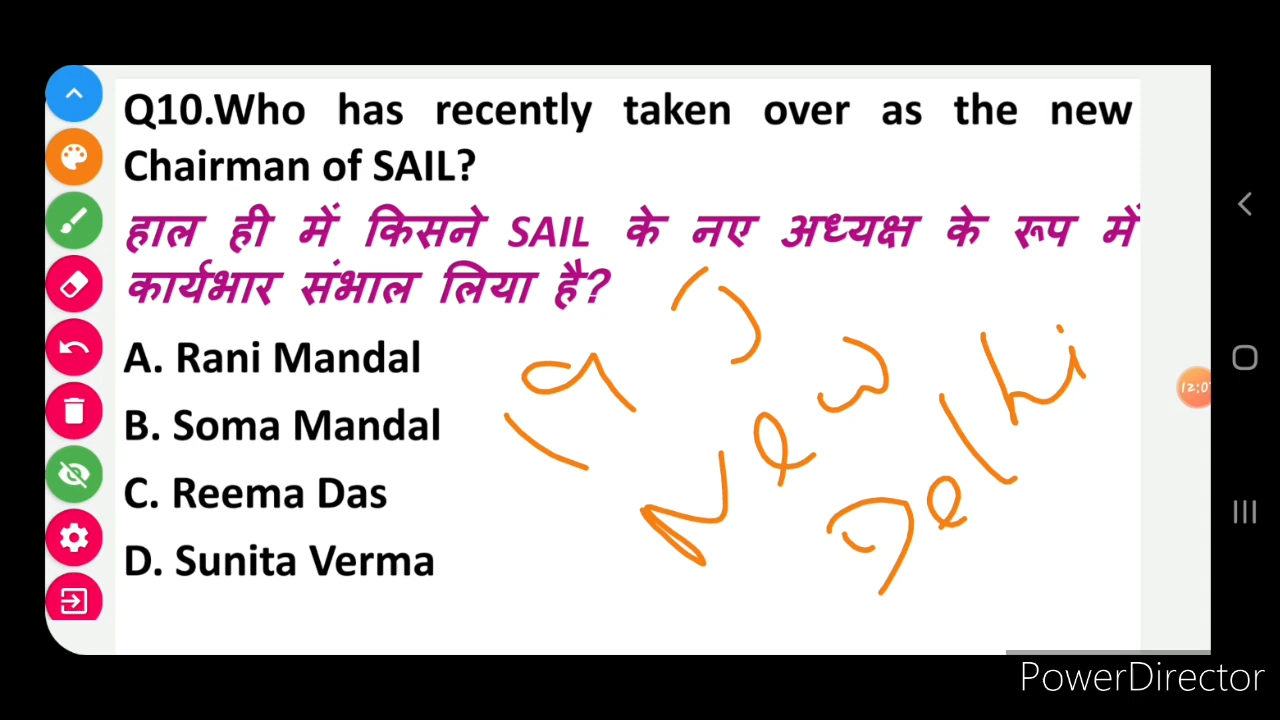 Q10.Who has recently taken over as the new
Chairman of SAIL?
हाल ही में किसने SAIL के नए अध्यक्ष के रूप में
कार्यभार संभाल लिया है?
A. Rani Mandal
B. Soma Mandal
C. Reema Das
D. Sunita Verma
New
Delhi
PowerDirector